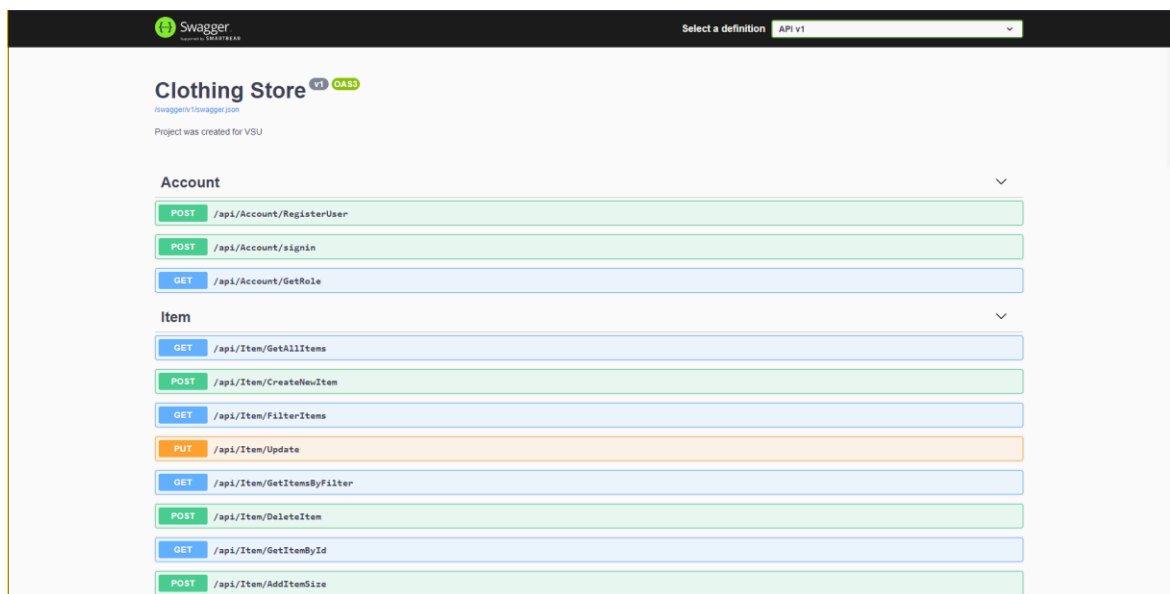 Swagger.
Supported by SMARTBEAR
Select a definition
API v1
Clothing Store v1 OAS3
/swagger/v1/swagger.json
Project was created for VSU
Account
POST /api/Account/RegisterUser
POST /api/Account/signin
GET /api/Account/GetRole
Item
GET /api/Item/GetAllItems
POST /api/Item/CreateNewItem
GET /api/Item/FilterItems
PUT /api/Item/Update
GET /api/Item/GetItemsByFilter
POST /api/Item/DeleteItem
GET /api/Item/GetItemById
POST /api/Item/AddItemSize